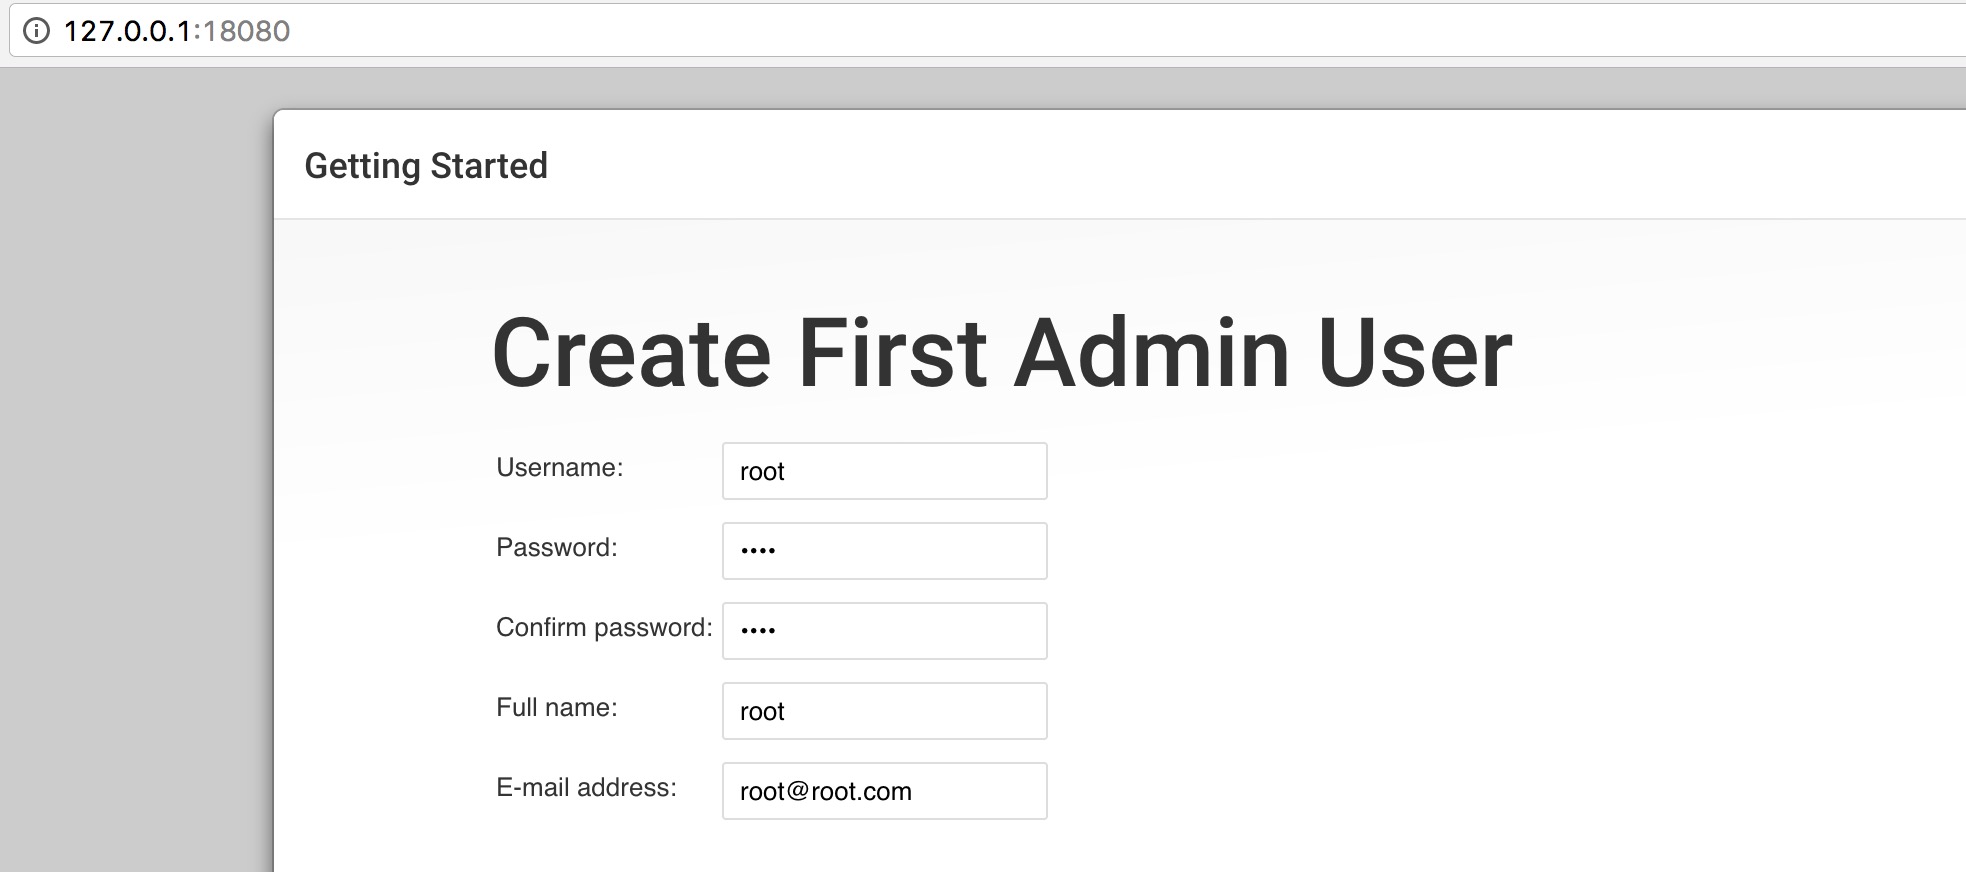 127.0.0.1:18080
Getting Started
Create First Admin User
Username: root
Password: ••••
Confirm password: ••••
Full name: root
E-mail address: root@root.com